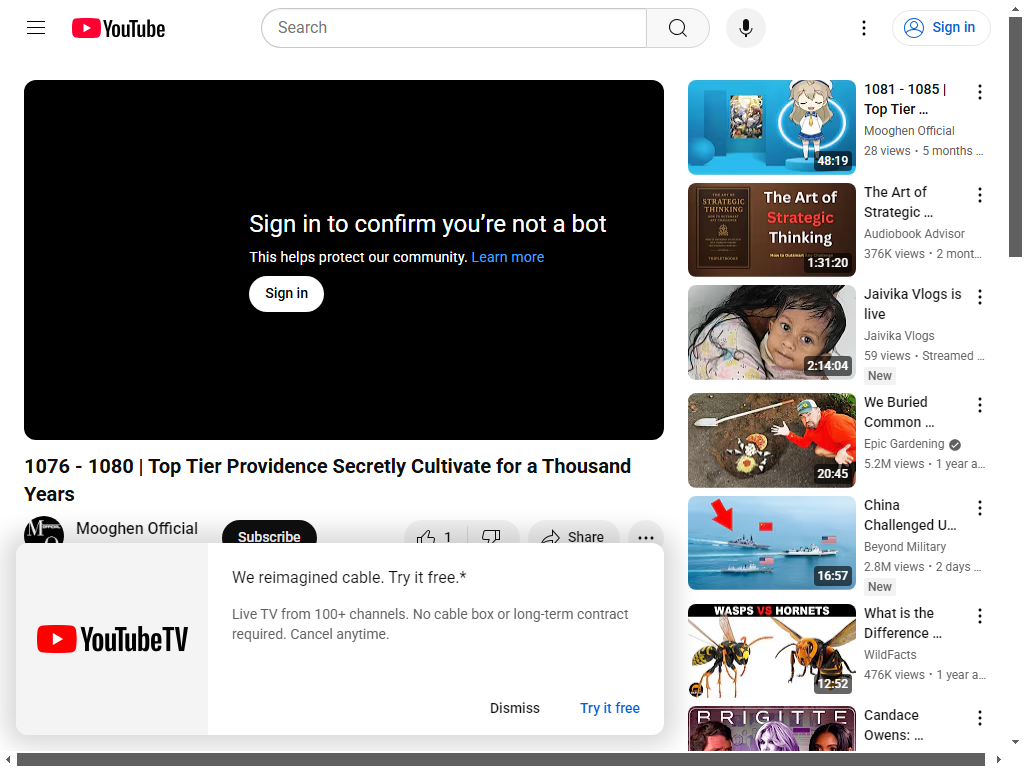 YouTube
Search
Sign in
Sign in to confirm you’re not a bot
This helps protect our community. Learn more
Sign in
1076 - 1080 | Top Tier Providence Secretly Cultivate for a Thousand
Years
Mooghen Official
Subscribe
1
Share
YouTubeTV
We reimagined cable. Try it free.*
Live TV from 100+ channels. No cable box or long-term contract
required. Cancel anytime.
Dismiss
Try it free
48:19
1081 - 1085 |
Top Tier …
Mooghen Official
28 views • 5 months …
STRATEGIC
THINKING
The Art of
Strategic
Thinking
1:31:20
The Art of
Strategic …
Audiobook Advisor
376K views • 2 mont…
2:14:04
Jaivika Vlogs is
live
Jaivika Vlogs
59 views • Streamed …
New
20:45
We Buried
Common …
Epic Gardening
5.2M views • 1 year a…
16:57
China
Challenged U…
Beyond Military
2.8M views • 2 days …
New
WASPS VS HORNETS
12:52
What is the
Difference …
WildFacts
476K views • 1 year a…
BRIGITTE
Candace
Owens: …